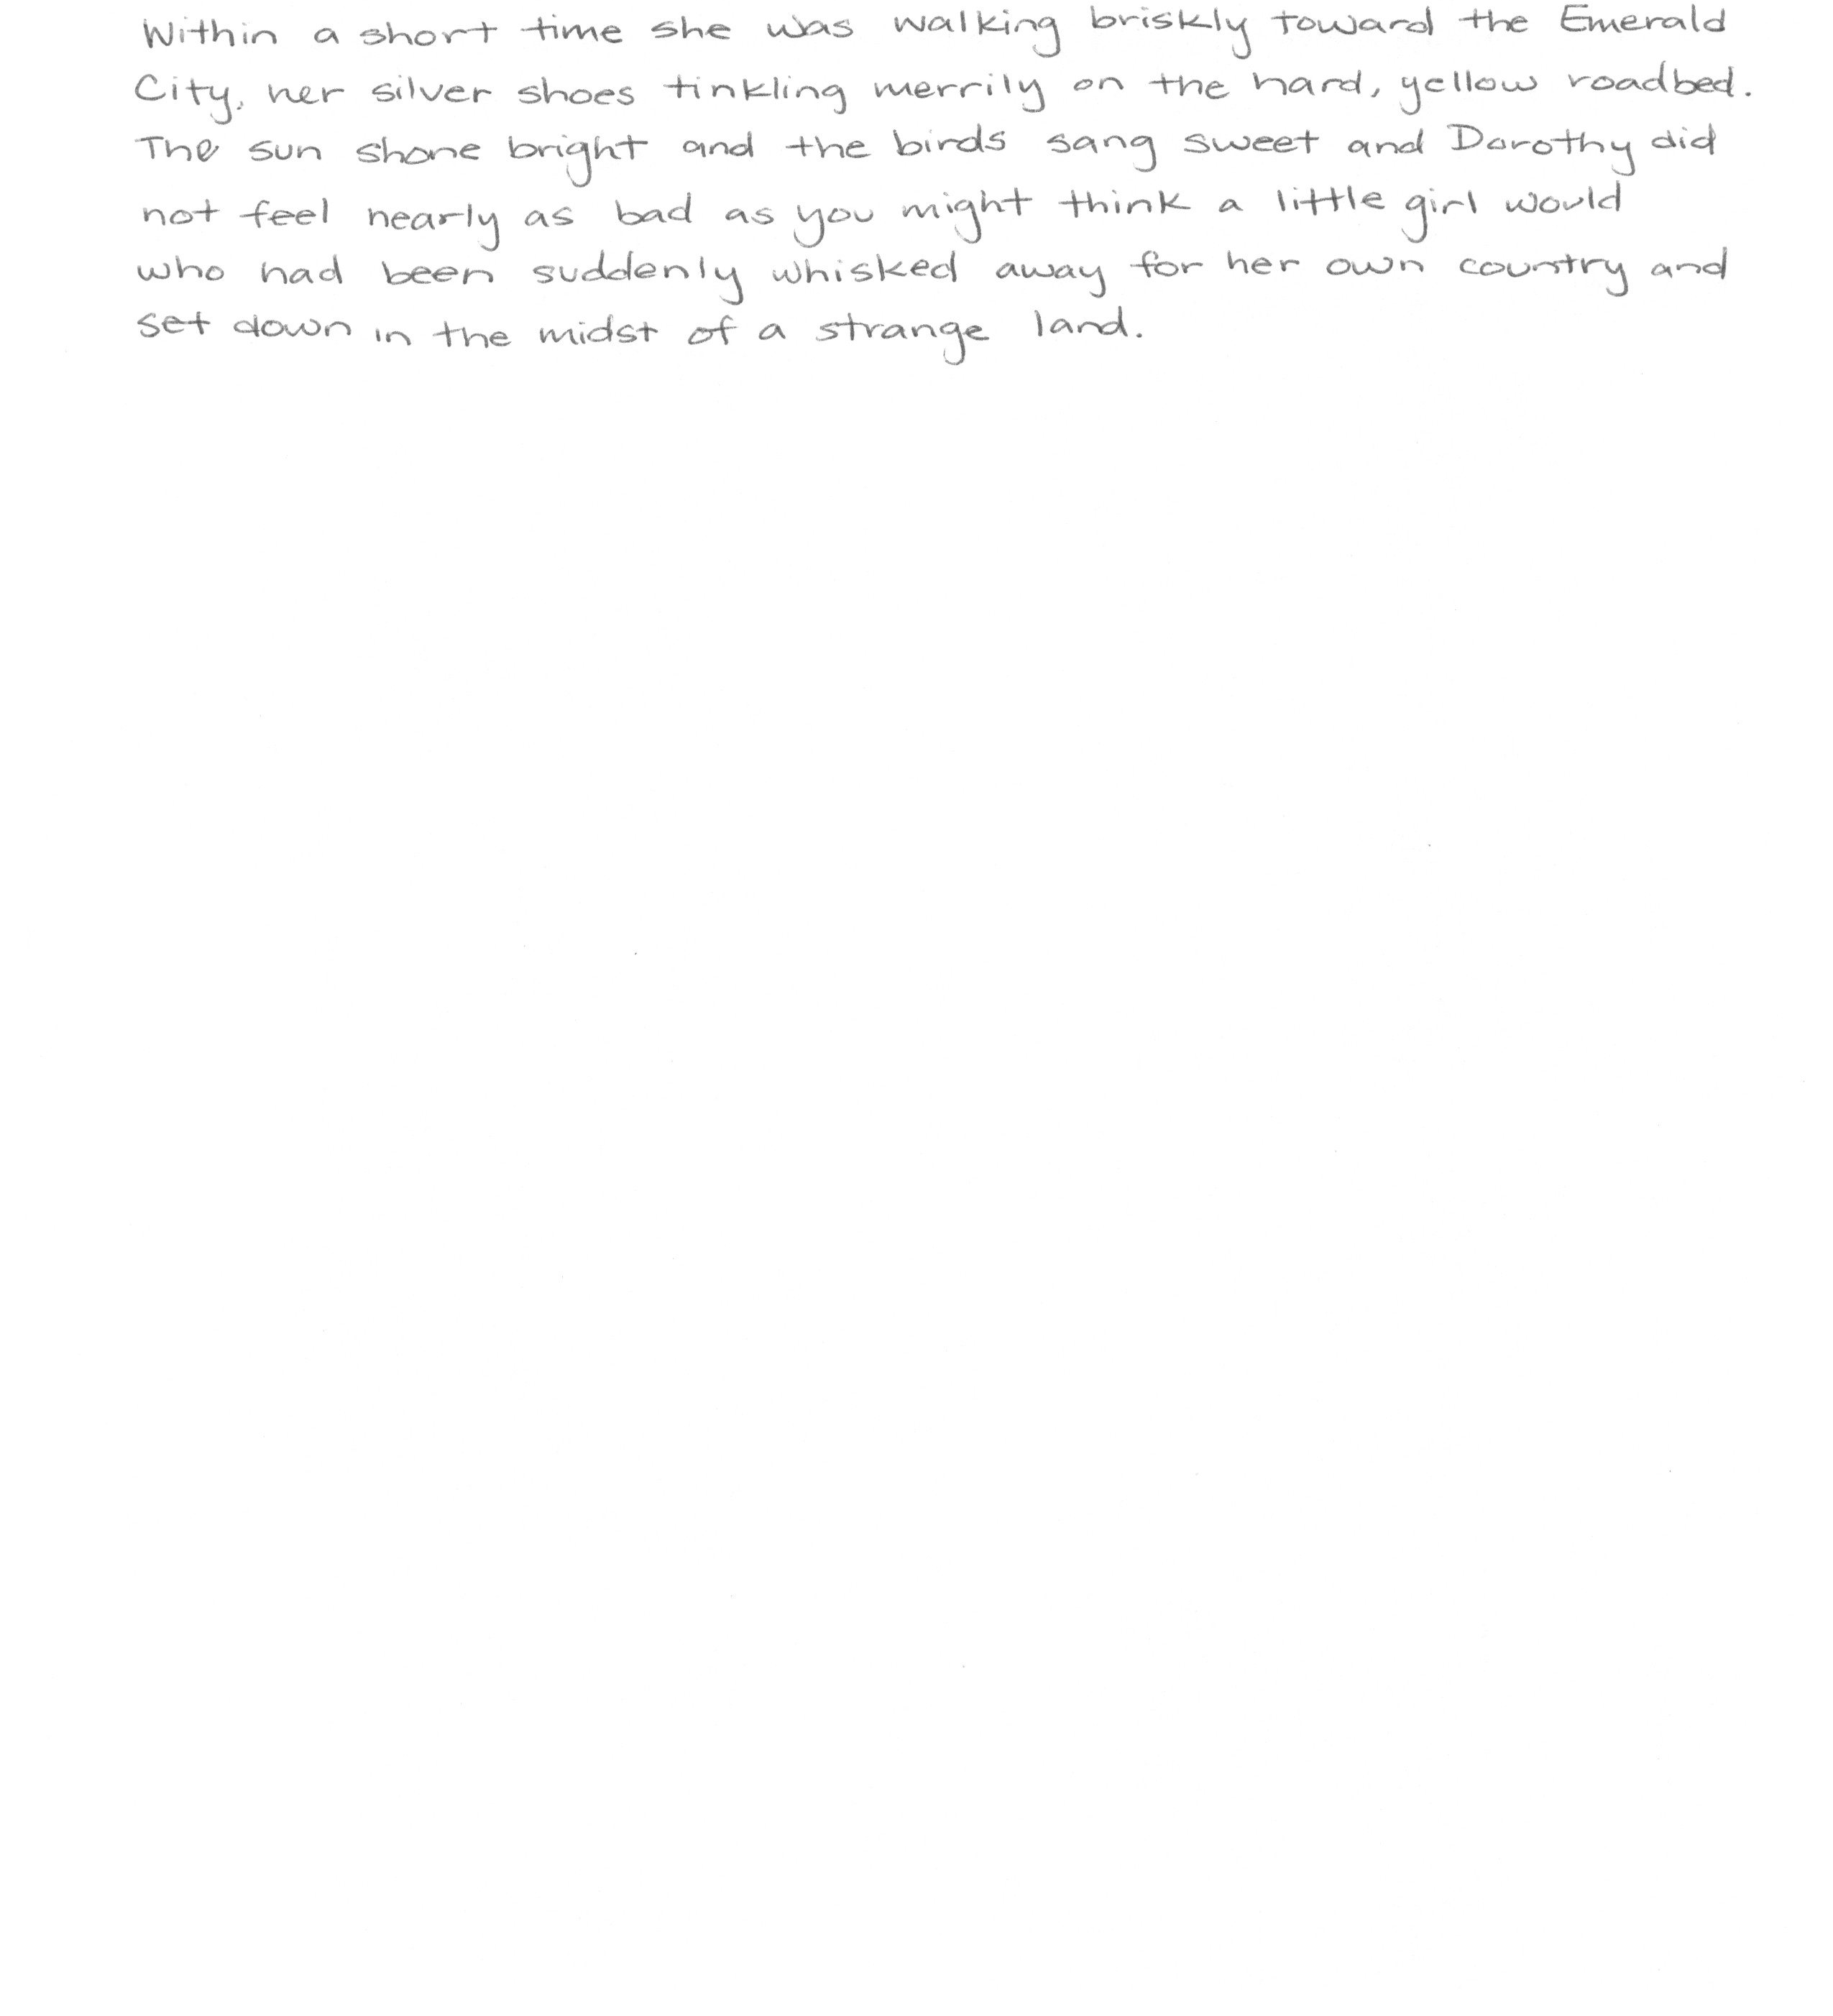 Within a short time she was walking briskly toward the Emerald
City, her silver shoes tinkling merrily on the hard, yellow roadbed.
The sun shone bright and the birds sang sweet and Dorothy did
not feel nearly as bad as you might think a little girl would
who had been suddenly whisked away for her own country and
set down in the midst of a strange land.